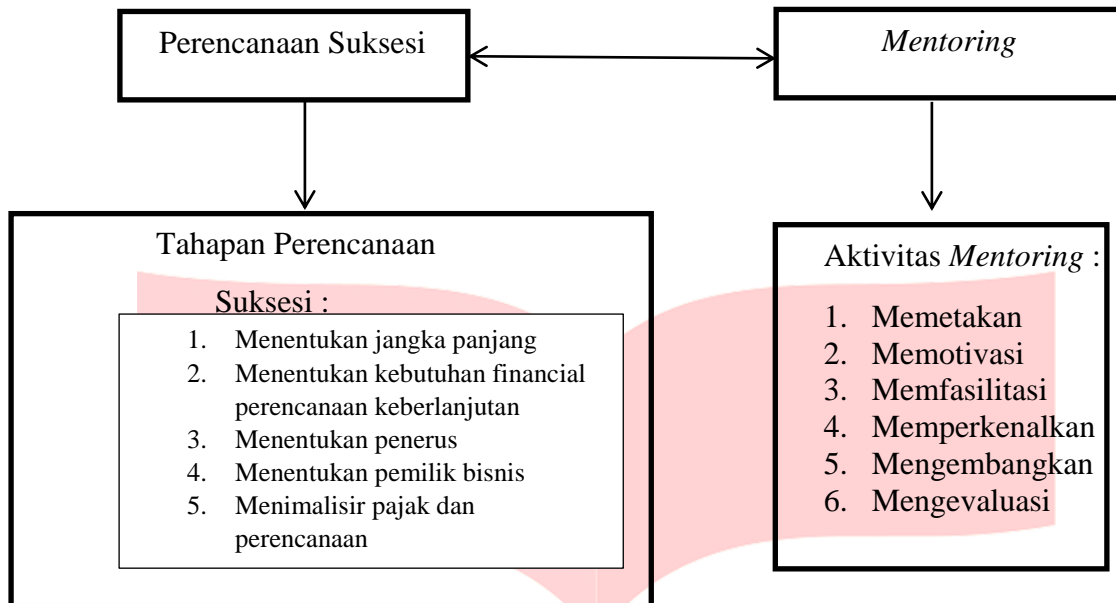 Perencanaan Suksesi
Mentoring
Tahapan Perencanaan
Suksesi :
1. Menentukan jangka panjang
2. Menentukan kebutuhan financial
perencanaan keberlanjutan
3. Menentukan penerus
4. Menentukan pemilik bisnis
5. Menimalisir pajak dan
perencanaan
Aktivitas Mentoring :
1. Memetakan
2. Memotivasi
3. Memfasilitasi
4. Memperkenalkan
5. Mengembangkan
6. Mengevaluasi